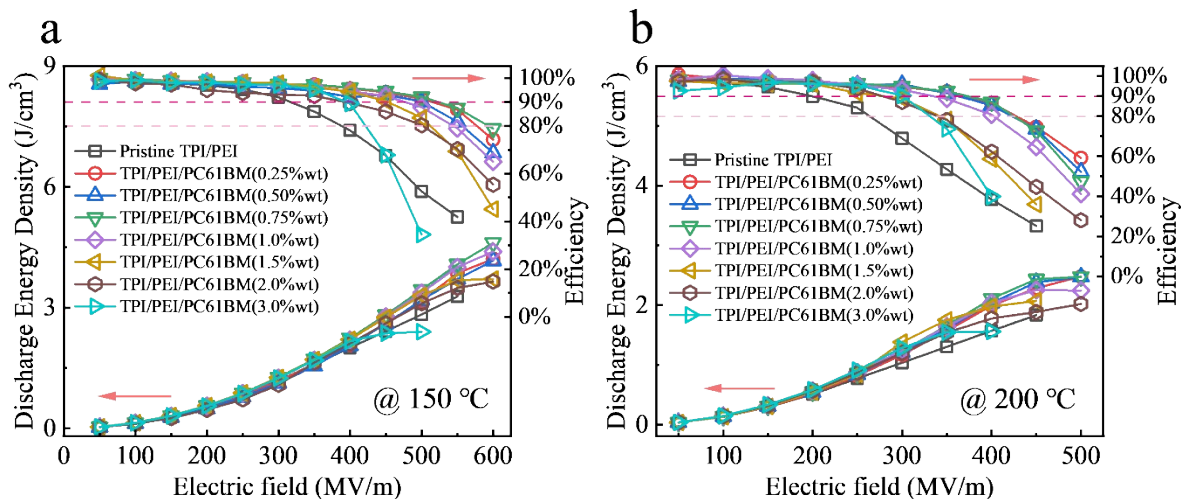 a
Discharge Energy Density (J/cm³)
9
6
3
0
Pristine TPI/PEI
TPI/PEI/PC61BM(0.25%wt)
TPI/PEI/PC61BM(0.50%wt)
TPI/PEI/PC61BM(0.75%wt)
TPI/PEI/PC61BM(1.0%wt)
TPI/PEI/PC61BM(1.5%wt)
TPI/PEI/PC61BM(2.0%wt)
TPI/PEI/PC61BM(3.0%wt)
@ 150 ℃
100%
90%
80%
60%
40%
20%
0%
Efficiency
0 100 200 300 400 500 600
Electric field (MV/m)
b
Discharge Energy Density (J/cm³)
6
4
2
0
Pristine TPI/PEI
TPI/PEI/PC61BM(0.25%wt)
TPI/PEI/PC61BM(0.50%wt)
TPI/PEI/PC61BM(0.75%wt)
TPI/PEI/PC61BM(1.0%wt)
TPI/PEI/PC61BM(1.5%wt)
TPI/PEI/PC61BM(2.0%wt)
TPI/PEI/PC61BM(3.0%wt)
@ 200 ℃
100%
90%
80%
60%
40%
20%
0%
Efficiency
100 200 300 400 500
Electric field (MV/m)